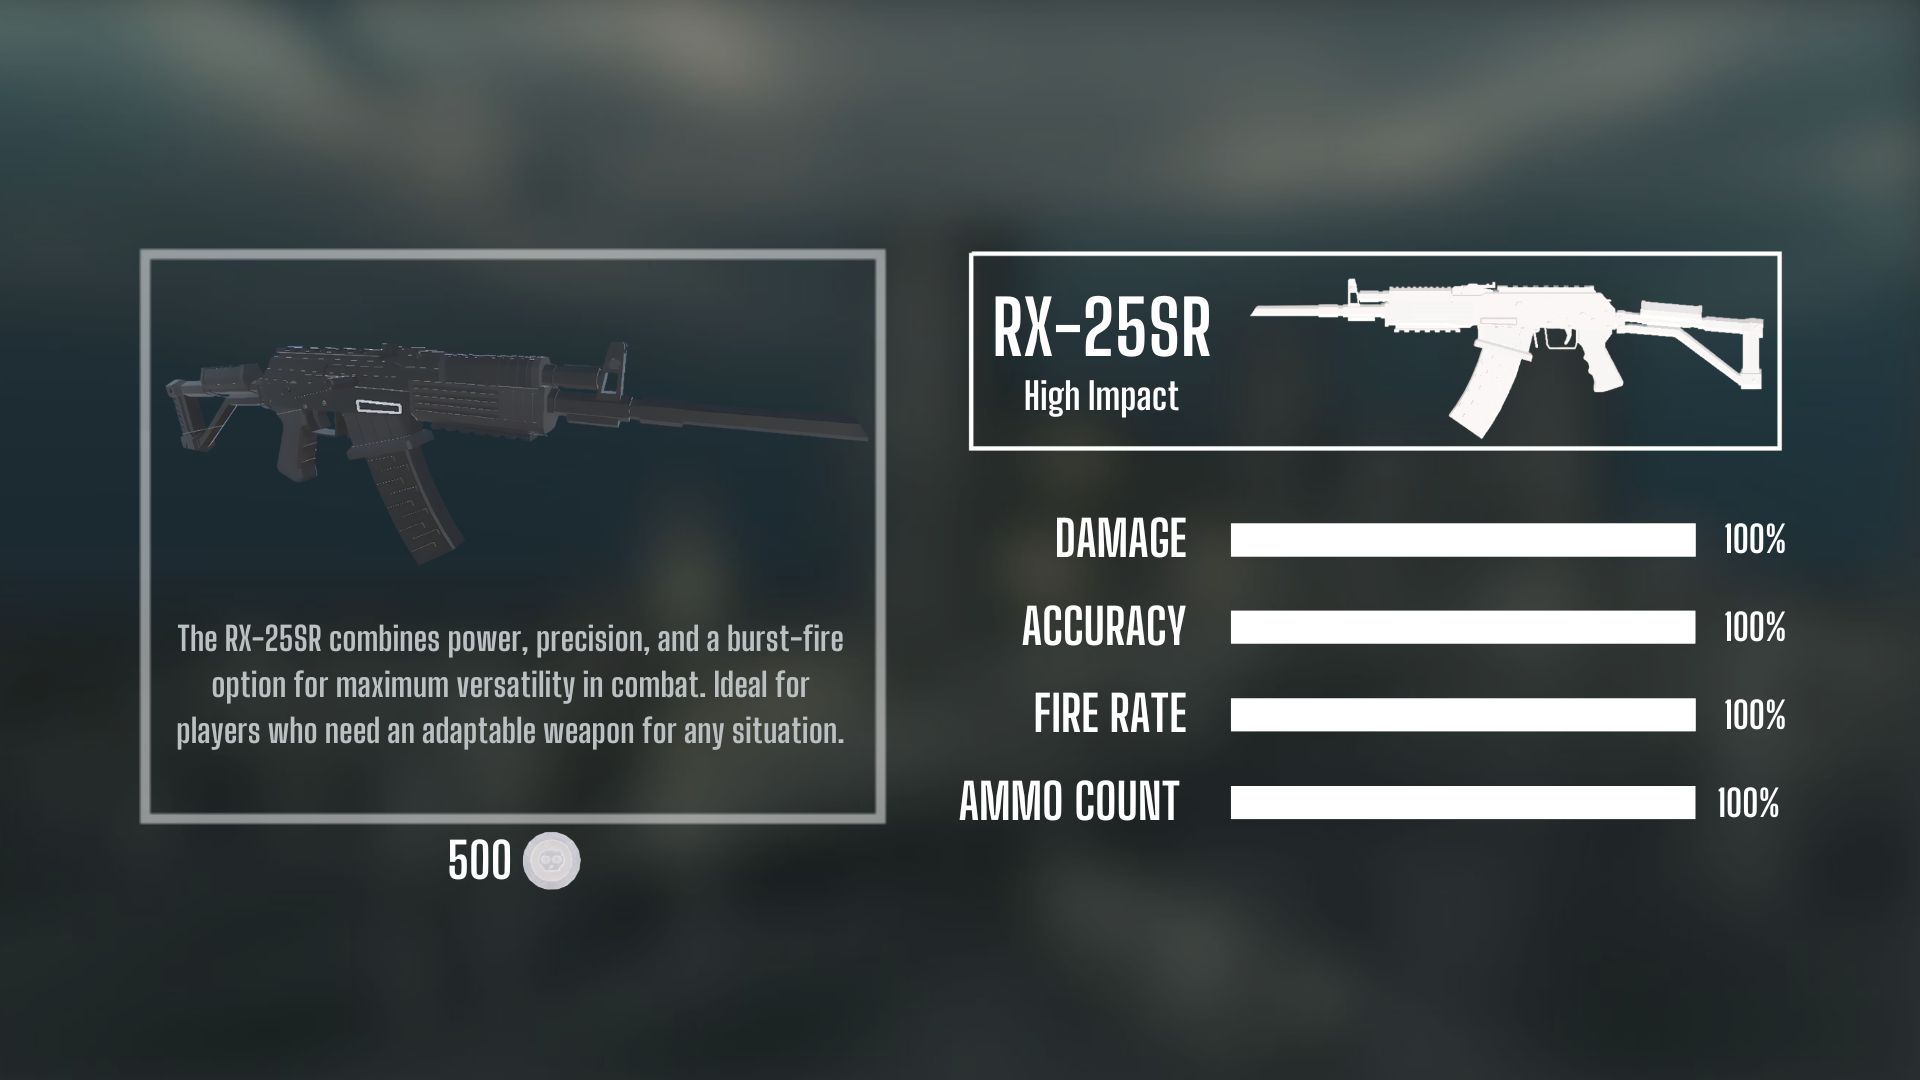 The RX-25SR combines power, precision, and a burst-fire
option for maximum versatility in combat. Ideal for
players who need an adaptable weapon for any situation.
500
RX-25SR
High Impact
DAMAGE 100%
ACCURACY 100%
FIRE RATE 100%
AMMO COUNT 100%